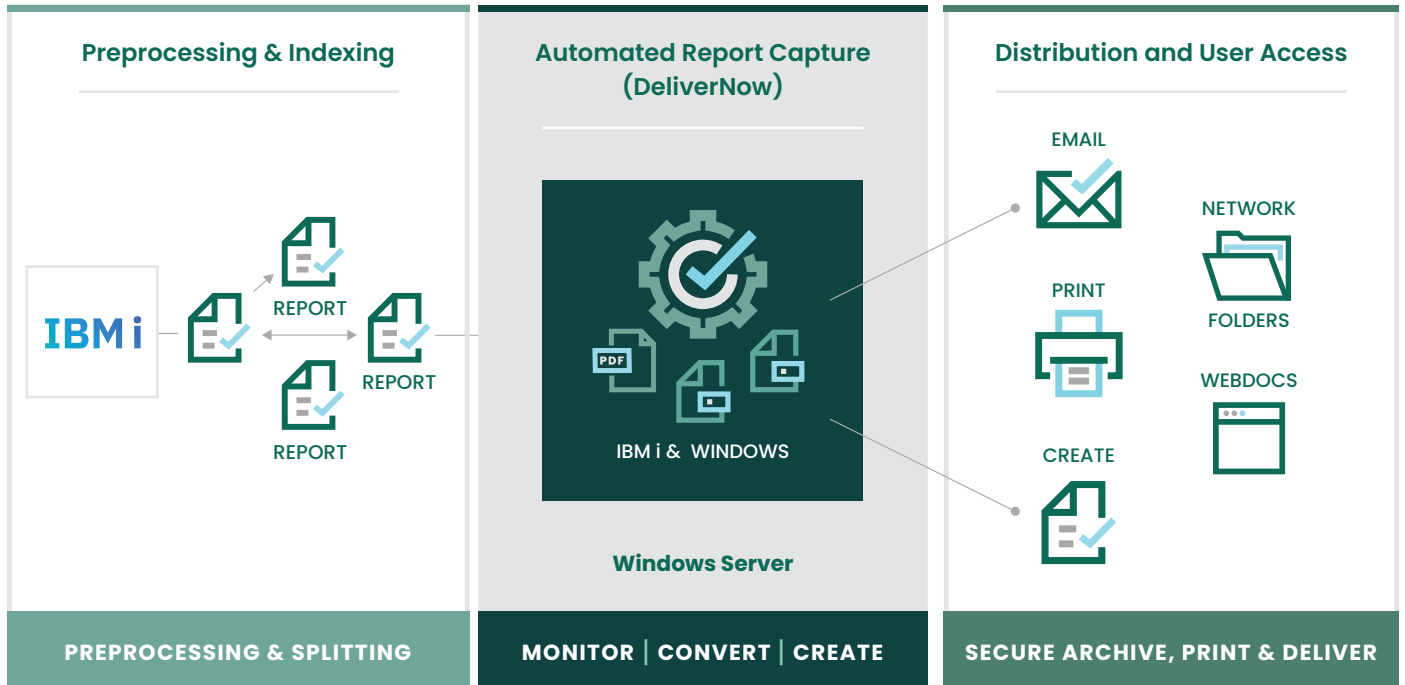 Preprocessing & Indexing
IBM i
REPORT
REPORT
REPORT
PREPROCESSING & SPLITTING
Automated Report Capture
(DeliverNow)
PDF
IBM i & WINDOWS
Windows Server
MONITOR | CONVERT | CREATE
Distribution and User Access
EMAIL
PRINT
CREATE
NETWORK
FOLDERS
WEBDOCS
SECURE ARCHIVE, PRINT & DELIVER